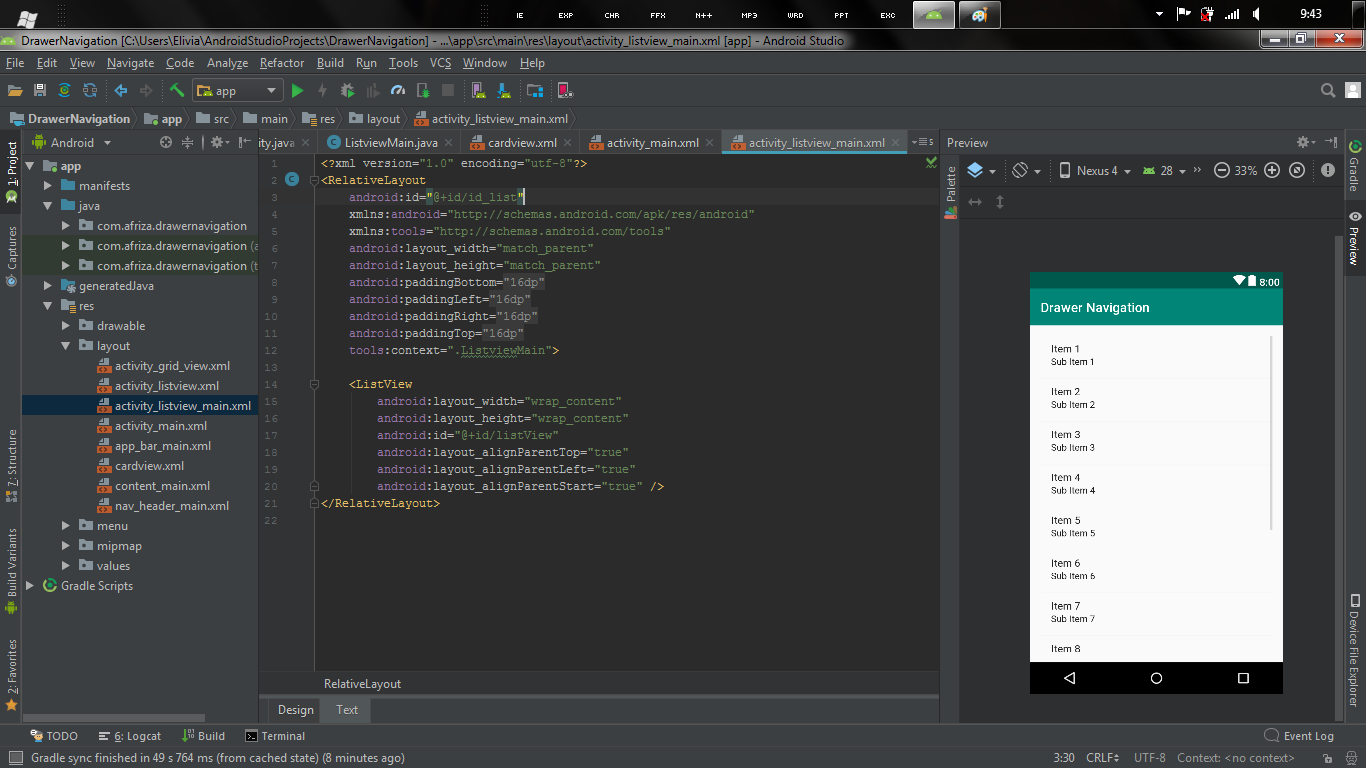 IE EXP CHR FFX N++ MP3 WRD PPT EXC 9:43
DrawerNavigation [C:\Users\Elivia\AndroidStudioProjects\DrawerNavigation] - ...\app\src\main\res\layout\activity_listview_main.xml [app] - Android Studio
File Edit View Navigate Code Analyze Refactor Build Run Tools VCS Window Help
app
DrawerNavigation app src main res layout activity_listview_main.xml
Android
ity.java ListviewMain.java cardview.xml activity_main.xml activity_listview_main.xml
Preview
1: Project
Captures
7: Structure
Build Variants
2: Favorites
app
manifests
java
com.afriza.drawernavigation
com.afriza.drawernavigation (a
com.afriza.drawernavigation (t
generatedJava
res
drawable
layout
activity_grid_view.xml
activity_listview.xml
activity_listview_main.xml
activity_main.xml
app_bar_main.xml
cardview.xml
content_main.xml
nav_header_main.xml
menu
mipmap
values
Gradle Scripts
1 <?xml version="1.0" encoding="utf-8"?>
2 <RelativeLayout
3 android:id="@+id/id_list"
4 xmlns:android="http://schemas.android.com/apk/res/android"
5 xmlns:tools="http://schemas.android.com/tools"
6 android:layout_width="match_parent"
7 android:layout_height="match_parent"
8 android:paddingBottom="16dp"
9 android:paddingLeft="16dp"
10 android:paddingRight="16dp"
11 android:paddingTop="16dp"
12 tools:context=".ListviewMain">
13
14 <ListView
15 android:layout_width="wrap_content"
16 android:layout_height="wrap_content"
17 android:id="@+id/listView"
18 android:layout_alignParentTop="true"
19 android:layout_alignParentLeft="true"
20 android:layout_alignParentStart="true" />
21 </RelativeLayout>
22
RelativeLayout
Design Text
Palette
Nexus 4 28 33%
8:00
Drawer Navigation
Item 1
Sub Item 1
Item 2
Sub Item 2
Item 3
Sub Item 3
Item 4
Sub Item 4
Item 5
Sub Item 5
Item 6
Sub Item 6
Item 7
Sub Item 7
Item 8
Gradle
Preview
Device File Explorer
TODO 6: Logcat Build Terminal Event Log
Gradle sync finished in 49 s 764 ms (from cached state) (8 minutes ago) 3:30 CRLF UTF-8 Context: <no context>